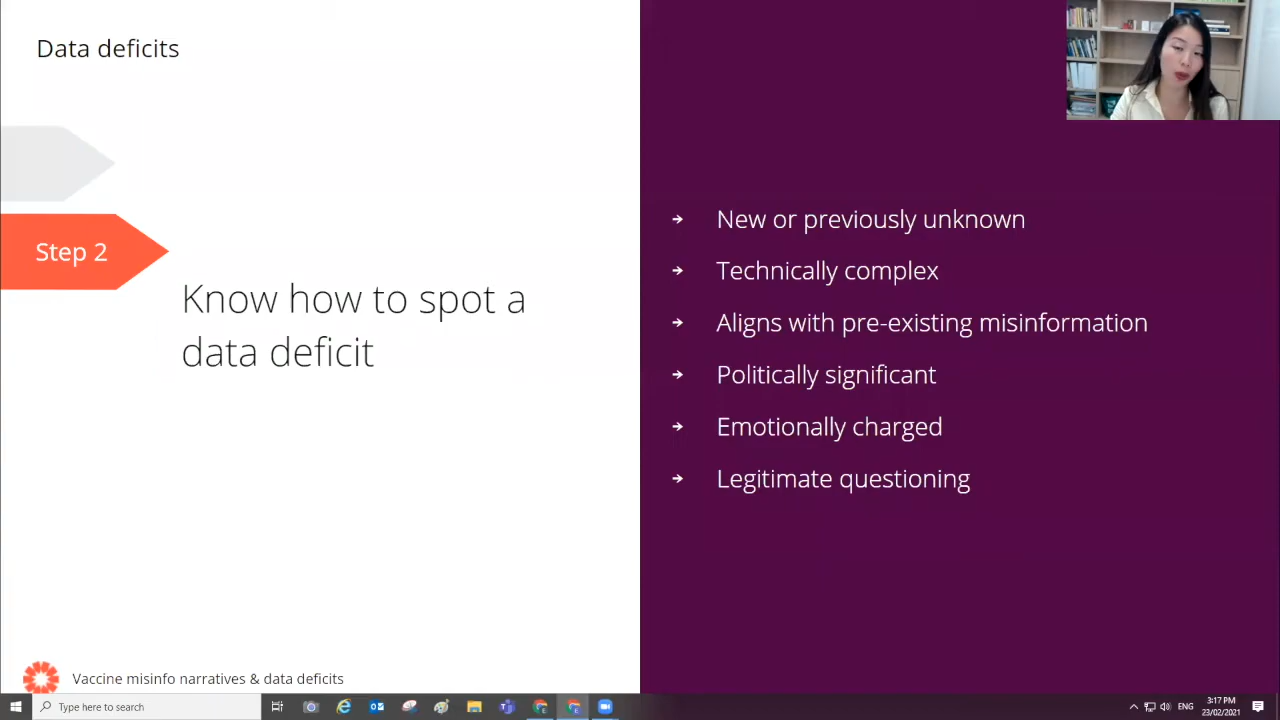 Data deficits
Step 2
Know how to spot a
data deficit
→ New or previously unknown
→ Technically complex
→ Aligns with pre-existing misinformation
→ Politically significant
→ Emotionally charged
→ Legitimate questioning
Vaccine misinfo narratives & data deficits
Type here to search
ENG
3:17 PM
23/02/2021